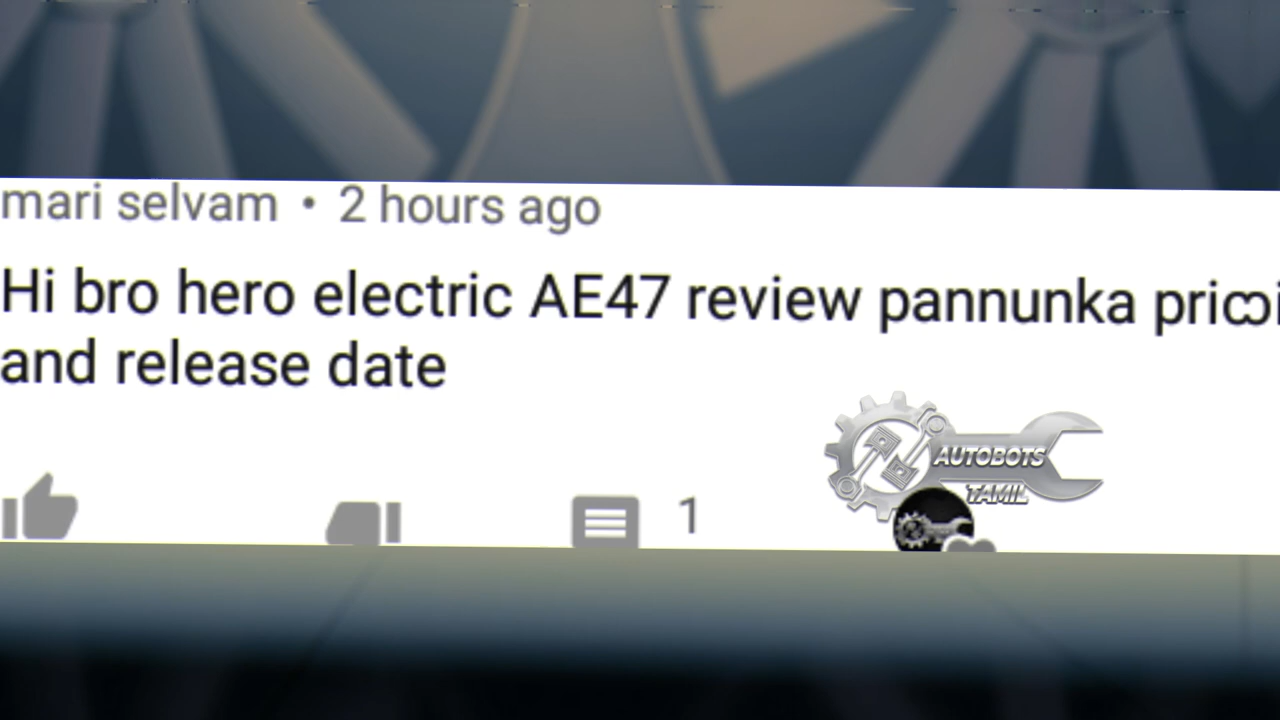 mari selvam • 2 hours ago
Hi bro hero electric AE47 review pannunka
and release date
1
AUTOBOTS
TAMIL